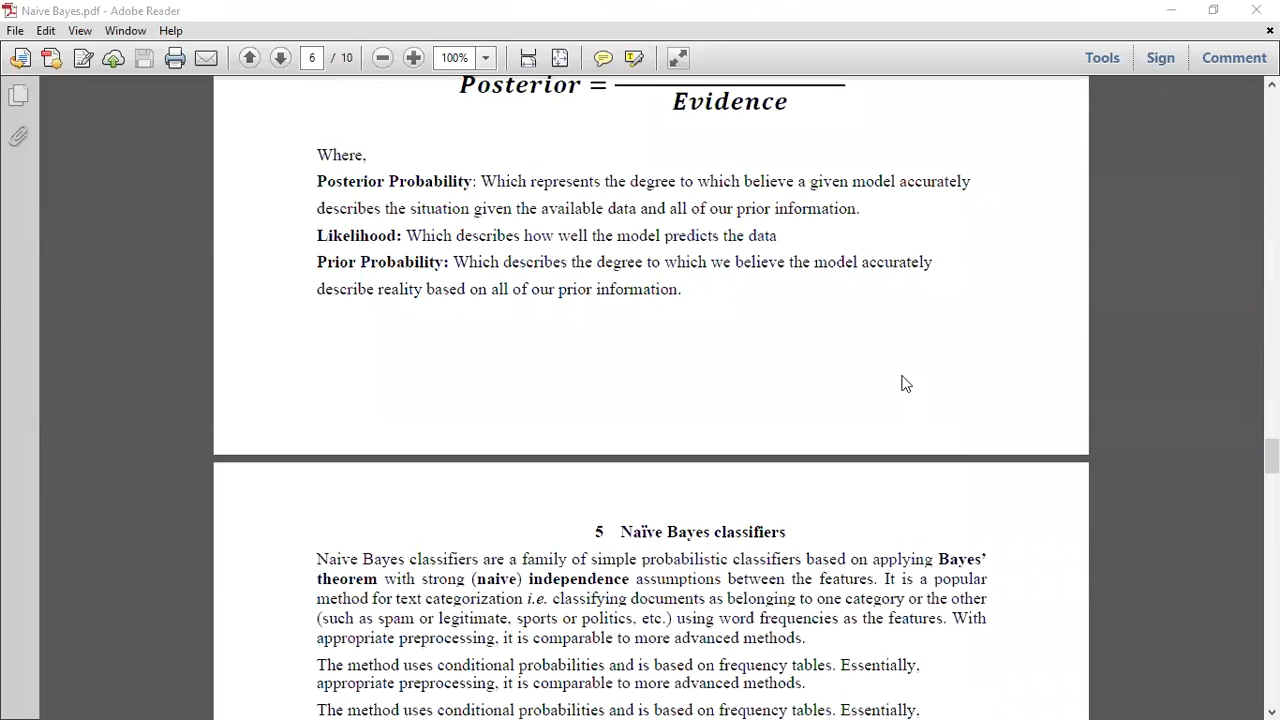 Naive Bayes.pdf - Adobe Reader
File Edit View Window Help
6 / 10 100% Tools Sign Comment
Posterior =
Evidence
Where,
Posterior Probability: Which represents the degree to which believe a given model accurately
describes the situation given the available data and all of our prior information.
Likelihood: Which describes how well the model predicts the data
Prior Probability: Which describes the degree to which we believe the model accurately
describe reality based on all of our prior information.
5 Naïve Bayes classifiers
Naive Bayes classifiers are a family of simple probabilistic classifiers based on applying Bayes’
theorem with strong (naive) independence assumptions between the features. It is a popular
method for text categorization i.e. classifying documents as belonging to one category or the other
(such as spam or legitimate, sports or politics, etc.) using word frequencies as the features. With
appropriate preprocessing, it is comparable to more advanced methods.
The method uses conditional probabilities and is based on frequency tables. Essentially,
appropriate preprocessing, it is comparable to more advanced methods.
The method uses conditional probabilities and is based on frequency tables. Essentially,